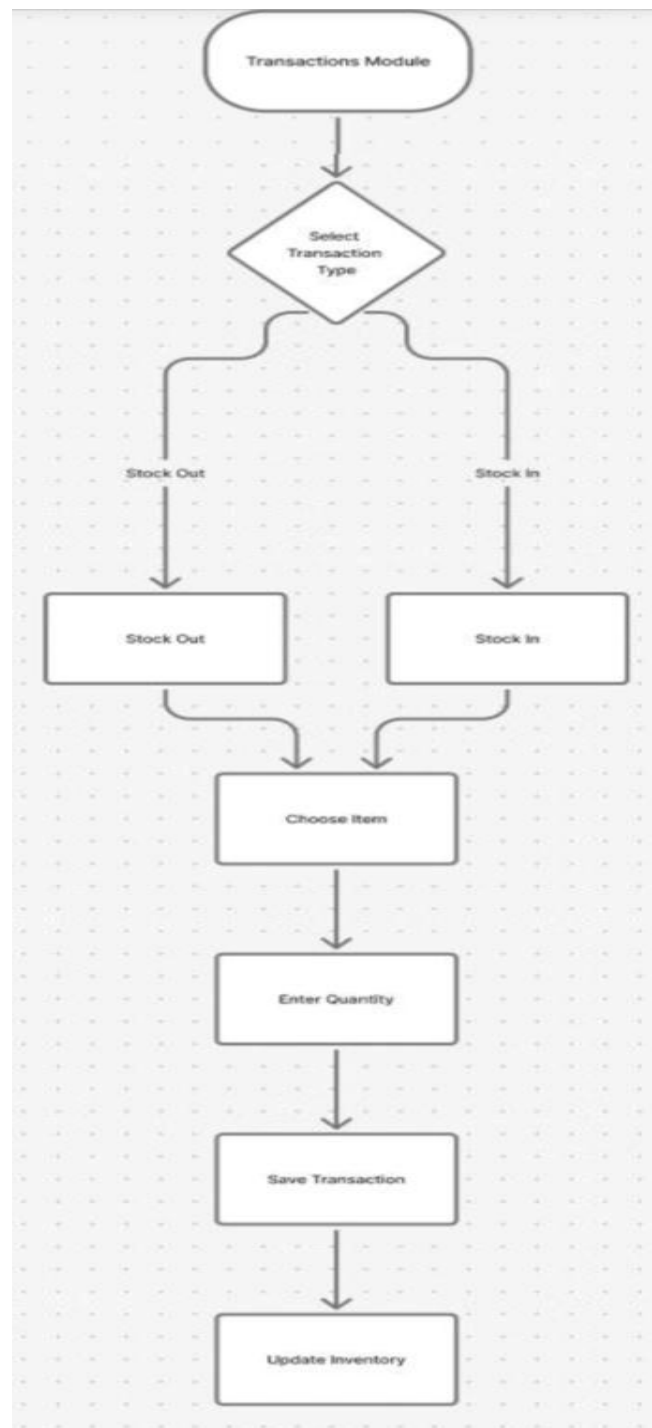 Transactions Module
Select
Transaction
Type
Stock Out
Stock In
Stock Out
Stock In
Choose Item
Enter Quantity
Save Transaction
Update Inventory